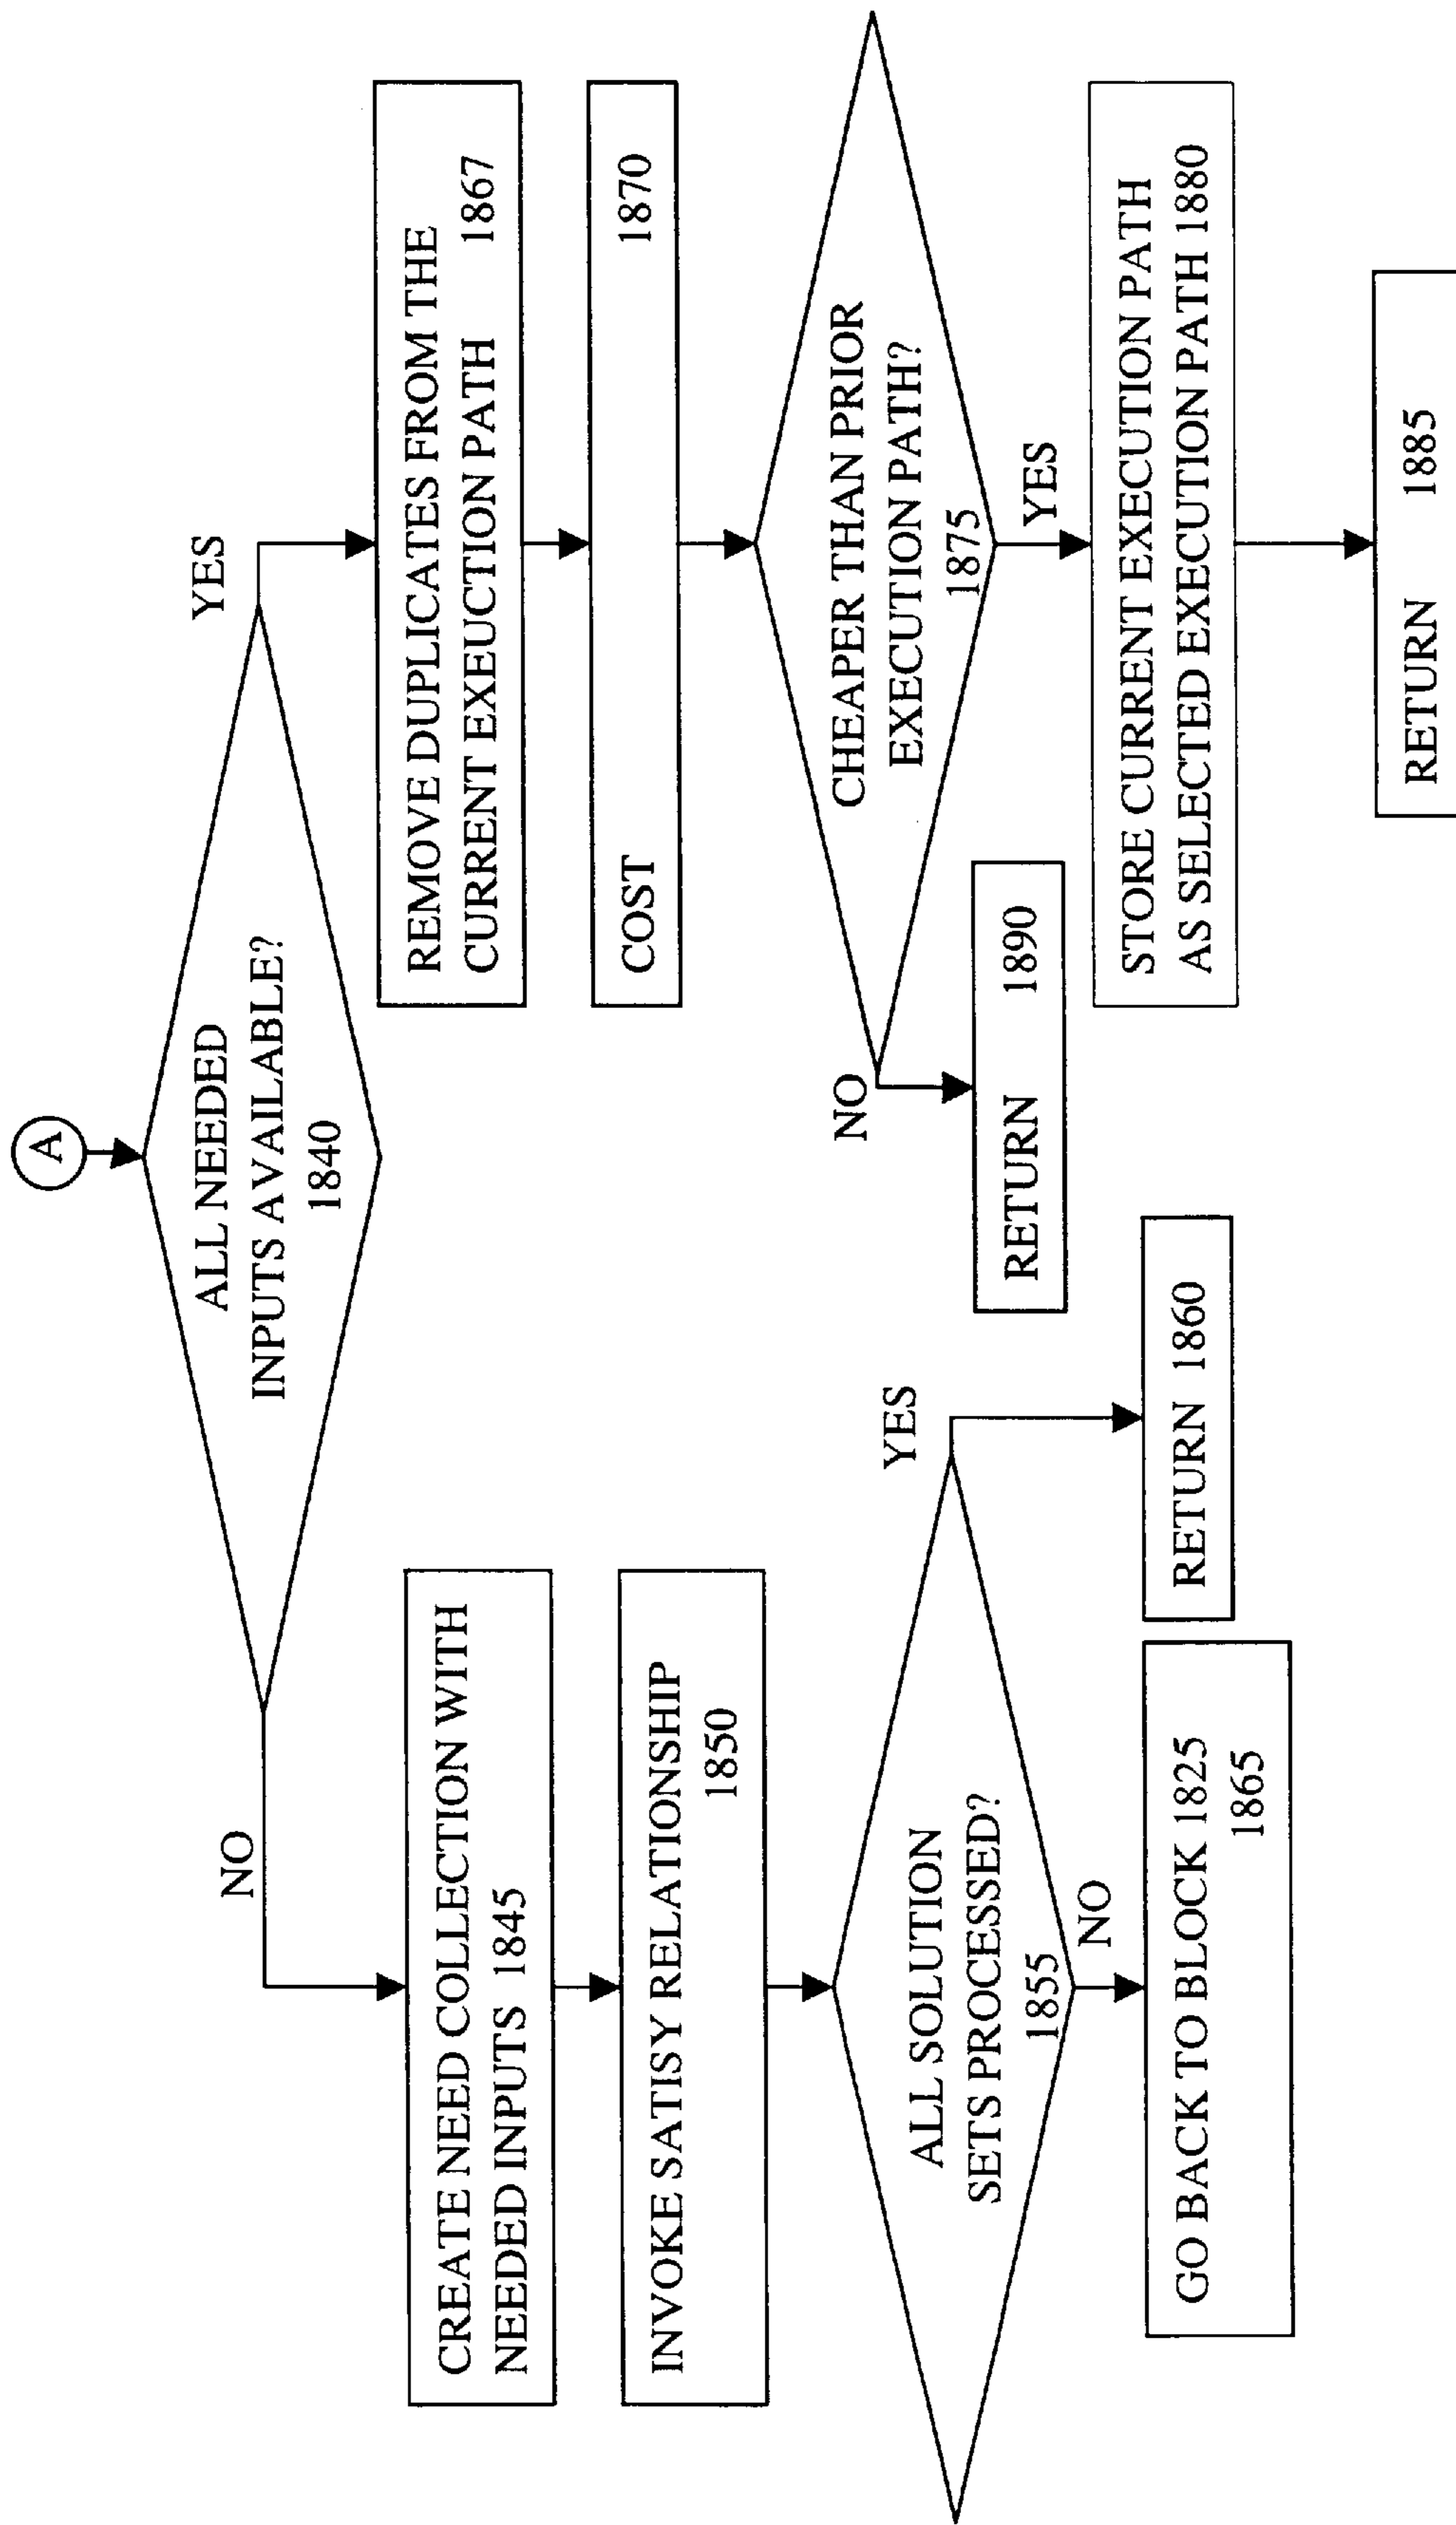 A
ALL NEEDED
INPUTS AVAILABLE?
1840
NO
YES
CREATE NEED COLLECTION WITH
NEEDED INPUTS 1845
INVOKE SATISY RELATIONSHIP
1850
ALL SOLUTION
SETS PROCESSED?
1855
YES
NO
GO BACK TO BLOCK 1825
1865
RETURN 1860
REMOVE DUPLICATES FROM THE
CURRENT EXEUCTION PATH 1867
COST 1870
CHEAPER THAN PRIOR
EXECUTION PATH?
1875
NO
YES
RETURN 1890
STORE CURRENT EXECUTION PATH
AS SELECTED EXECUTION PATH 1880
RETURN 1885